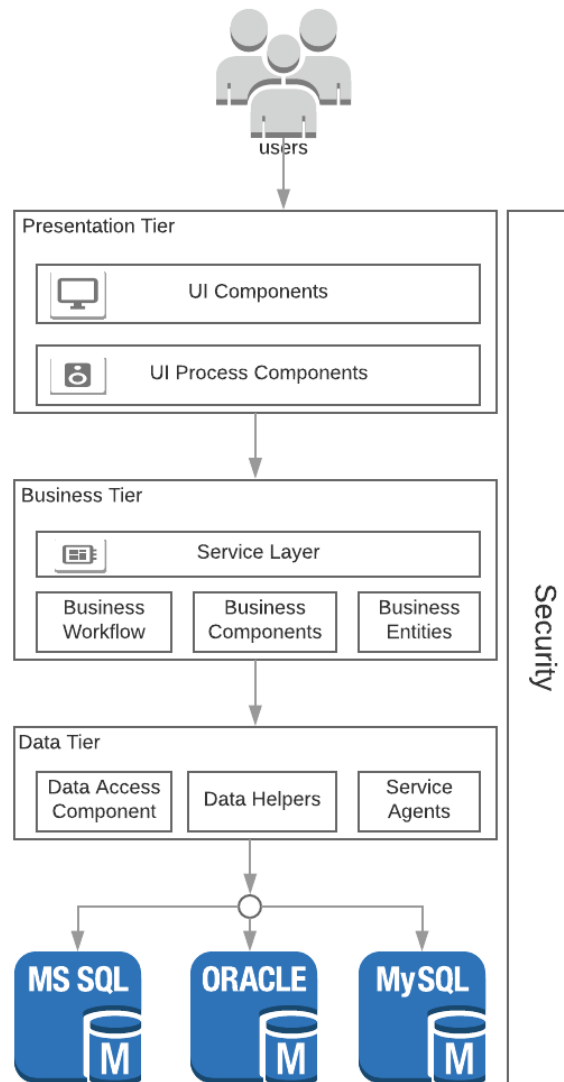 users
Presentation Tier
UI Components
UI Process Components
Business Tier
Service Layer
Business
Workflow
Business
Components
Business
Entities
Security
Data Tier
Data Access
Component
Data Helpers
Service
Agents
MS SQL
M
ORACLE
M
MySQL
M